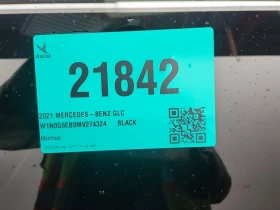 21842
2021 MERCEDES-BENZ GLC
W1N0G8EB9MV274324 BLACK
Montreal